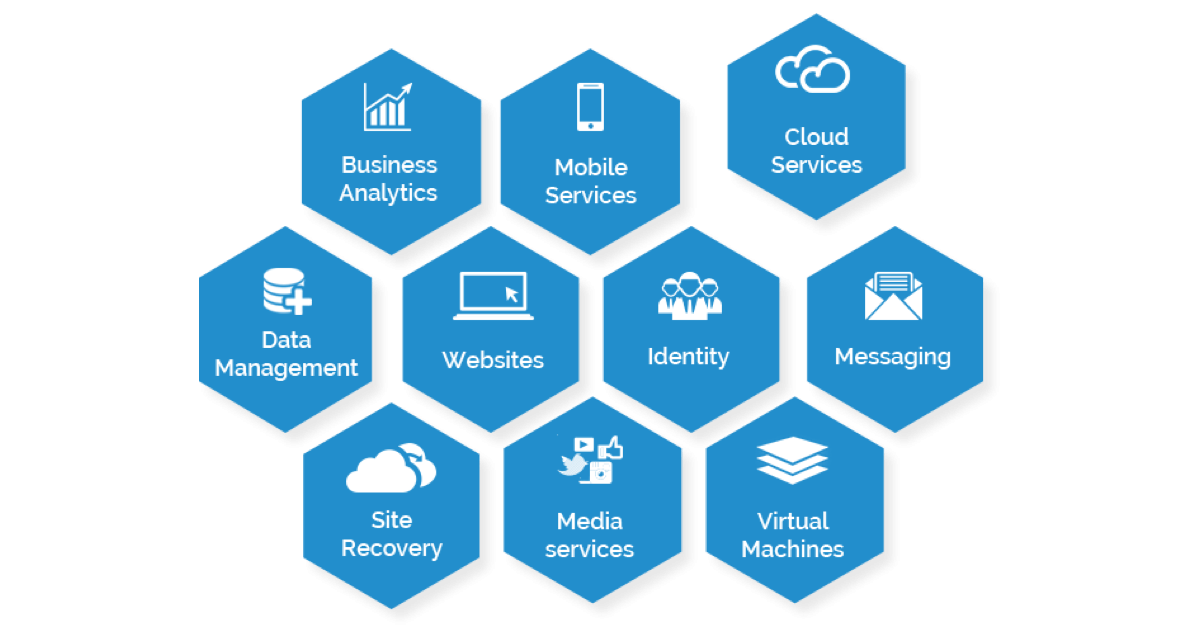 Business
Analytics
Mobile
Services
Cloud
Services
Data
Management
Websites
Identity
Messaging
Site
Recovery
Media
services
Virtual
Machines